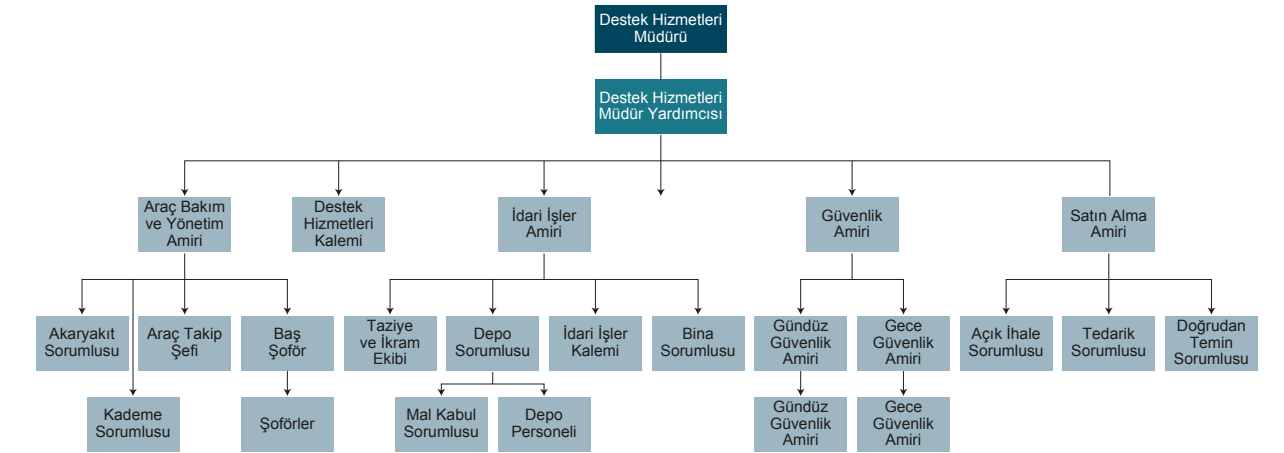 Destek Hizmetleri
Müdürü
Destek Hizmetleri
Müdür Yardımcısı
Araç Bakım
ve Yönetim
Amiri
Destek
Hizmetleri
Kalemi
İdari İşler
Amiri
Güvenlik
Amiri
Satın Alma
Amiri
Akaryakıt
Sorumlusu
Araç Takip
Şefi
Baş
Şoför
Taziye
ve İkram
Ekibi
Depo
Sorumlusu
İdari İşler
Kalemi
Bina
Sorumlusu
Gündüz
Güvenlik
Amiri
Gece
Güvenlik
Amiri
Açık İhale
Sorumlusu
Tedarik
Sorumlusu
Doğrudan
Temin
Sorumlusu
Kademe
Sorumlusu
Şoförler
Mal Kabul
Sorumlusu
Depo
Personeli
Gündüz
Güvenlik
Amiri
Gece
Güvenlik
Amiri